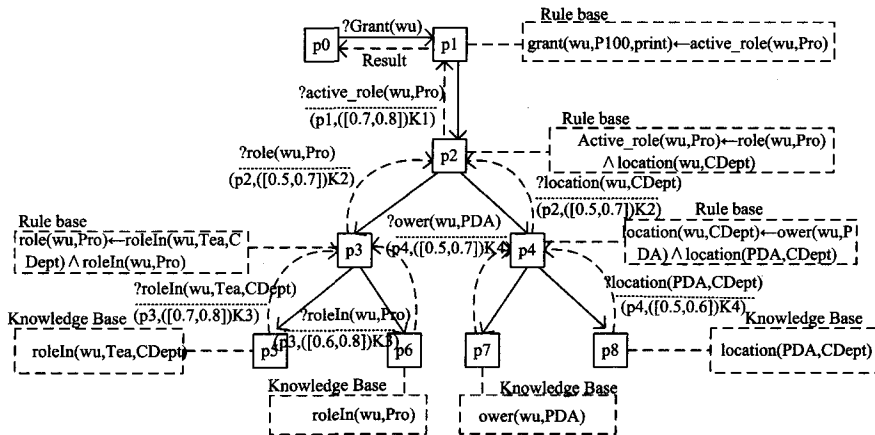 ?Grant(wu)
p0
p1
Result
Rule base
grant(wu,P100,print)←active_role(wu,Pro)
?active_role(wu,Pro)
(p1,([0.7,0.8])K1)
p2
Rule base
Active_role(wu,Pro)←role(wu,Pro)
∧location(wu,CDept)
?role(wu,Pro)
(p2,([0.5,0.7])K2)
?location(wu,CDept)
(p2,([0.5,0.7])K2)
Rule base
role(wu,Pro)←roleIn(wu,Tea,C
Dept)∧roleIn(wu,Pro)
p3
?ower(wu,PDA)
(p4,([0.5,0.7])K4)
p4
Rule base
location(wu,CDept)←ower(wu,P
DA)∧location(PDA,CDept)
?roleIn(wu,Tea,CDept)
(p3,([0.7,0.8])K3)
?roleIn(wu,Pro)
(p3,([0.6,0.8])K3)
?location(PDA,CDept)
(p4,([0.5,0.6])K4)
Knowledge Base
roleIn(wu,Tea,CDept)
p5
p6
p7
p8
Knowledge Base
location(PDA,CDept)
Knowledge Base
roleIn(wu,Pro)
Knowledge Base
ower(wu,PDA)